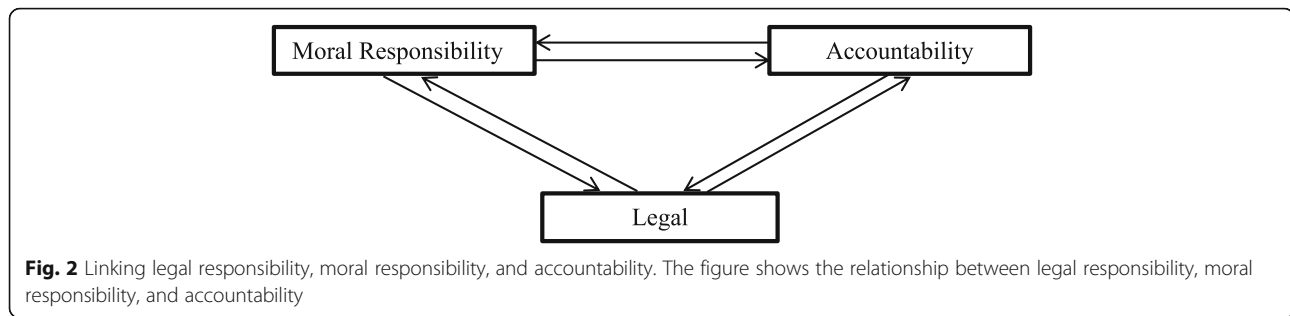 Moral Responsibility
Accountability
Legal
Fig. 2 Linking legal responsibility, moral responsibility, and accountability. The figure shows the relationship between legal responsibility, moral
responsibility, and accountability